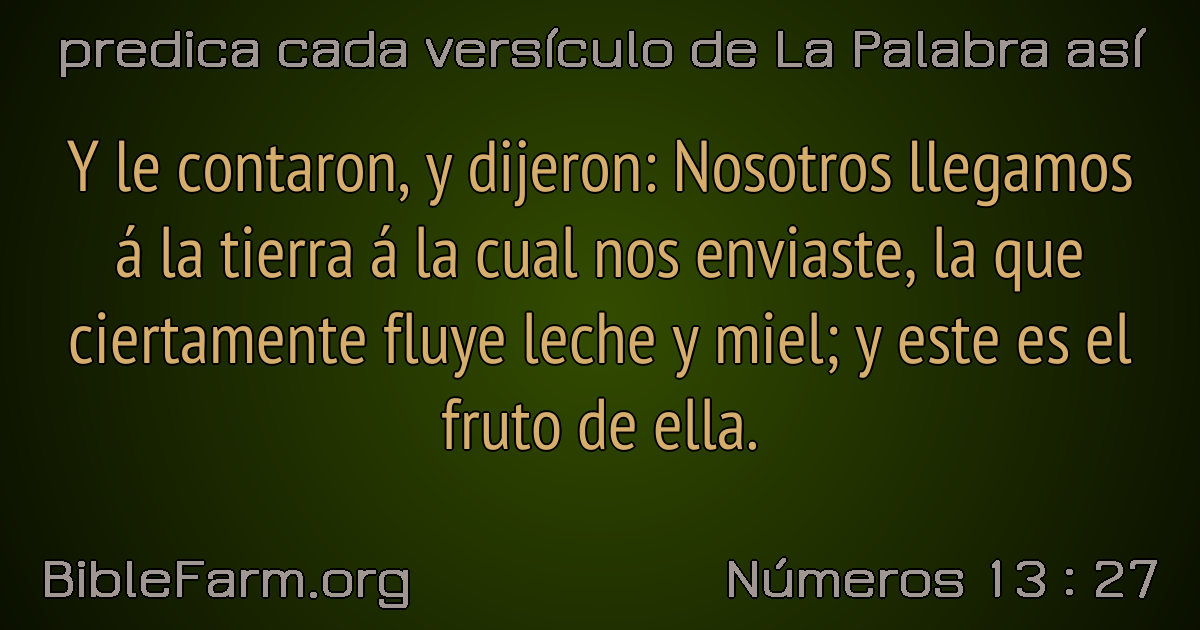 predica cada versículo de La Palabra así
Y le contaron, y dijeron: Nosotros llegamos
á la tierra á la cual nos enviaste, la que
ciertamente fluye leche y miel; y este es el
fruto de ella.
BibleFarm.org
Números 13 : 27